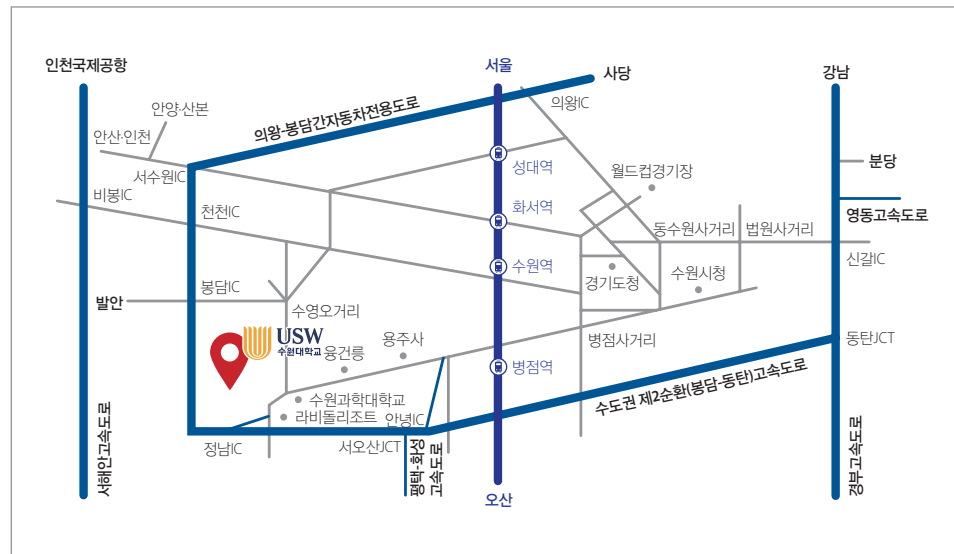 인천국제공항
서울
사당
강남
안양·산본
의왕-봉담간자동차전용도로
의왕IC
안산·인천
성대역
월드컵경기장
분당
서수원IC
비봉IC
천천IC
화서역
동수원사거리
법원사거리
영동고속도로
수원역
신갈IC
경기도청
수원시청
봉담IC
발안
수영오거리
USW
수원대학교
용주사
융건릉
병점사거리
동탄JCT
병점역
수도권 제2순환(봉담-동탄)고속도로
수원과학대학교
라비돌리조트
안녕IC
정남IC
서오산JCT
서해안고속도로
평택-화성
고속도로
오산
경부고속도로